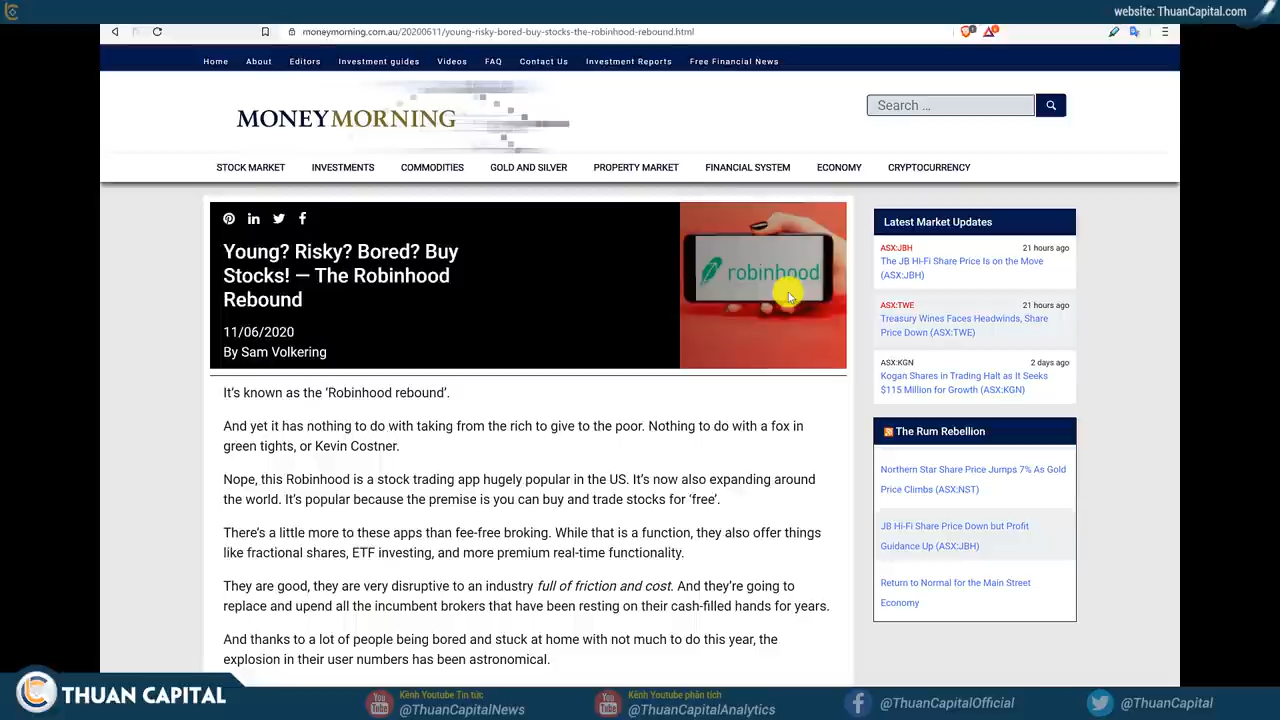 website: ThuanCapital.com
moneymorning.com.au/20200611/young-risky-bored-buy-stocks-the-robinhood-rebound.html
Home About Editors Investment guides Videos FAQ Contact Us Investment Reports Free Financial News
MONEYMORNING
Search ...
STOCK MARKET INVESTMENTS COMMODITIES GOLD AND SILVER PROPERTY MARKET FINANCIAL SYSTEM ECONOMY CRYPTOCURRENCY
Young? Risky? Bored? Buy
Stocks! — The Robinhood
Rebound
11/06/2020
By Sam Volkering
robinhood
It's known as the 'Robinhood rebound'.
And yet it has nothing to do with taking from the rich to give to the poor. Nothing to do with a fox in
green tights, or Kevin Costner.
Nope, this Robinhood is a stock trading app hugely popular in the US. It's now also expanding around
the world. It's popular because the premise is you can buy and trade stocks for 'free'.
There's a little more to these apps than fee-free broking. While that is a function, they also offer things
like fractional shares, ETF investing, and more premium real-time functionality.
They are good, they are very disruptive to an industry full of friction and cost. And they're going to
replace and upend all the incumbent brokers that have been resting on their cash-filled hands for years.
And thanks to a lot of people being bored and stuck at home with not much to do this year, the
explosion in their user numbers has been astronomical.
Latest Market Updates
ASX:JBH 21 hours ago
The JB Hi-Fi Share Price Is on the Move
(ASX:JBH)
ASX:TWE 21 hours ago
Treasury Wines Faces Headwinds, Share
Price Down (ASX:TWE)
ASX:KGN 2 days ago
Kogan Shares in Trading Halt as It Seeks
$115 Million for Growth (ASX:KGN)
The Rum Rebellion
Northern Star Share Price Jumps 7% As Gold
Price Climbs (ASX:NST)
JB Hi-Fi Share Price Down but Profit
Guidance Up (ASX:JBH)
Return to Normal for the Main Street
Economy
THUAN CAPITAL
You Tube
Kênh Youtube Tin tức
@ThuanCapitalNews
You Tube
Kênh Youtube phân tích
@ThuanCapitalAnalytics
@ThuanCapitalOfficial
@ThuanCapital